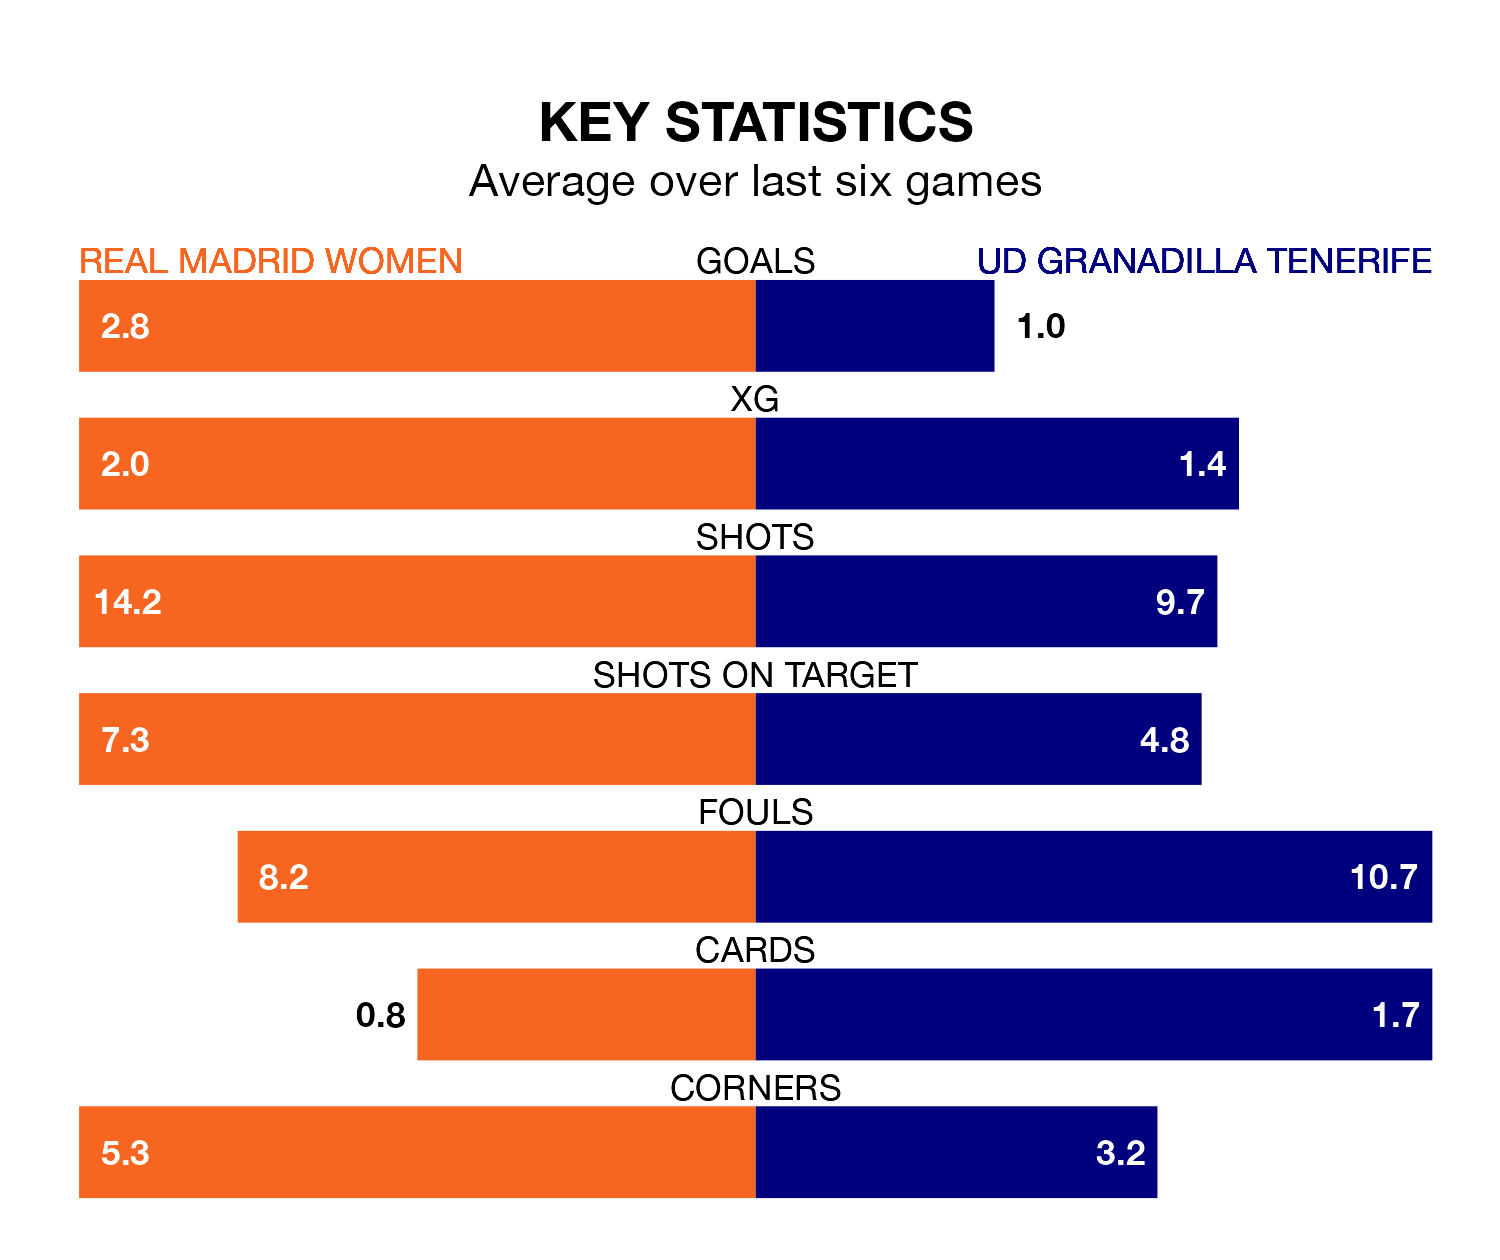 KEY STATISTICS
Average over last six games
REAL MADRID WOMEN GOALS UD GRANADILLA TENERIFE
2.8 1.0
XG
2.0 1.4
SHOTS
14.2 9.7
SHOTS ON TARGET
7.3 4.8
FOULS
8.2 10.7
CARDS
0.8 1.7
CORNERS
5.3 3.2